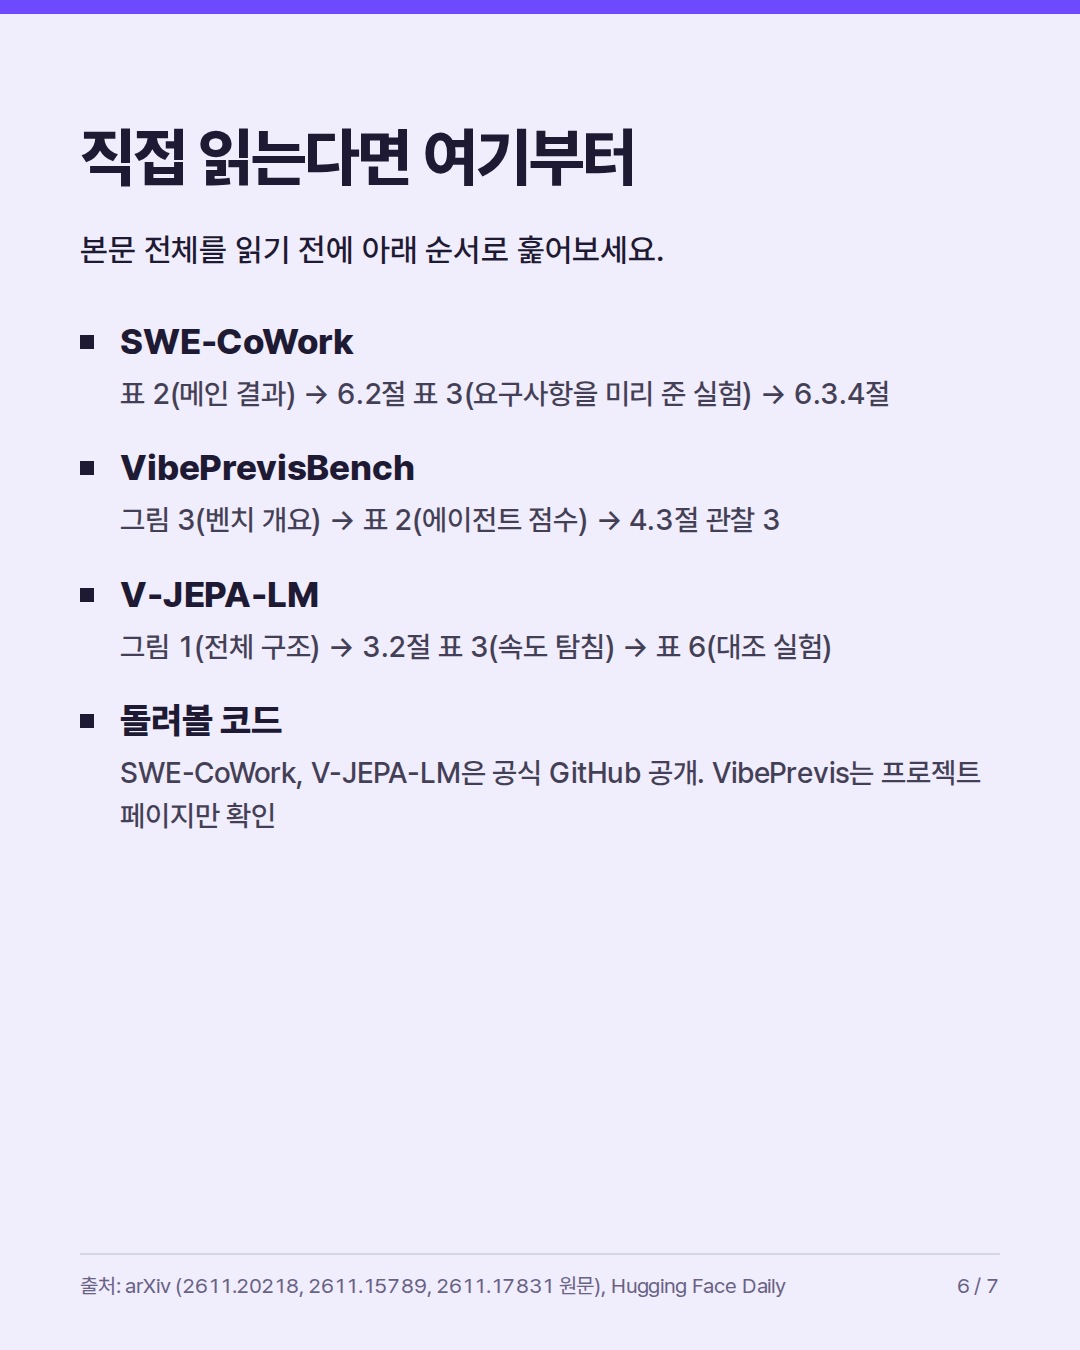 직접 읽는다면 여기부터
본문 전체를 읽기 전에 아래 순서로 훑어보세요.
■ SWE-CoWork
표 2(메인 결과) → 6.2절 표 3(요구사항을 미리 준 실험) → 6.3.4절
■ VibePrevisBench
그림 3(벤치 개요) → 표 2(에이전트 점수) → 4.3절 관찰 3
■ V-JEPA-LM
그림 1(전체 구조) → 3.2절 표 3(속도 탐침) → 표 6(대조 실험)
■ 돌려볼 코드
SWE-CoWork, V-JEPA-LM은 공식 GitHub 공개. VibePrevis는 프로젝트
페이지만 확인
출처: arXiv (2611.20218, 2611.15789, 2611.17831 원문), Hugging Face Daily
6 / 7